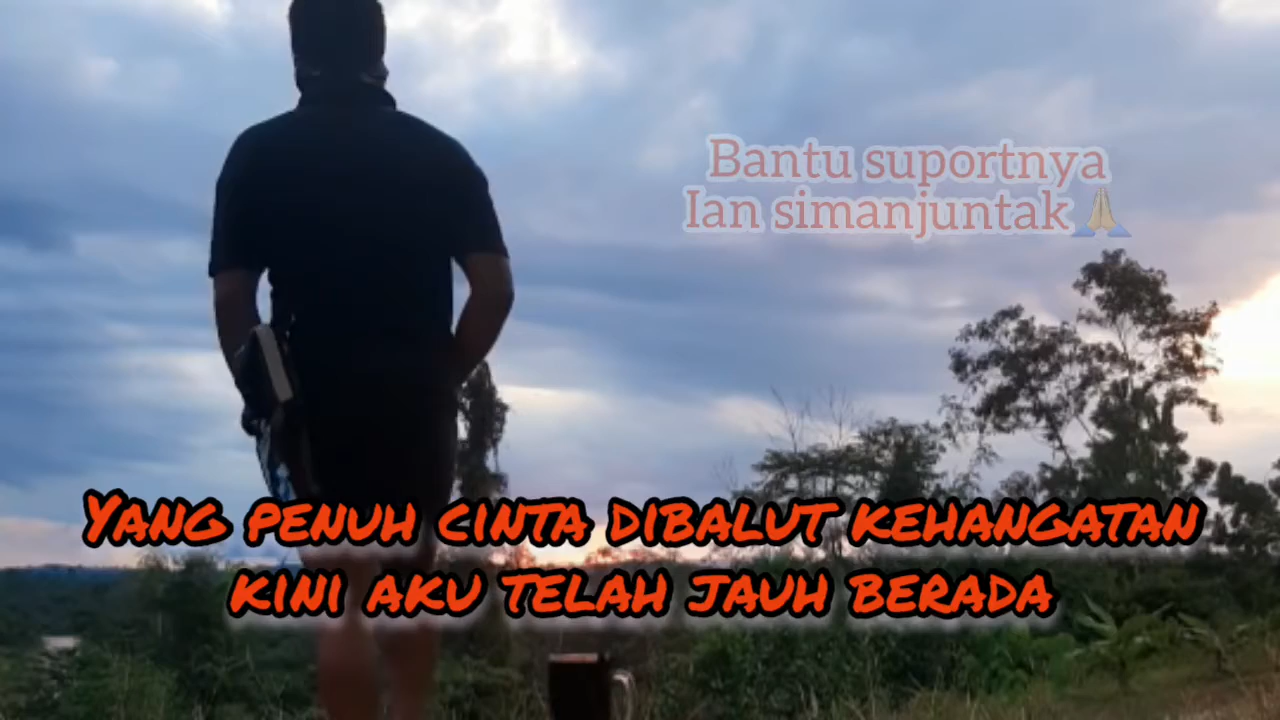 Bantu suportnya
Ian simanjuntak🙏
Yang penuh cinta dibalut kehangatan
kini aku telah jauh berada